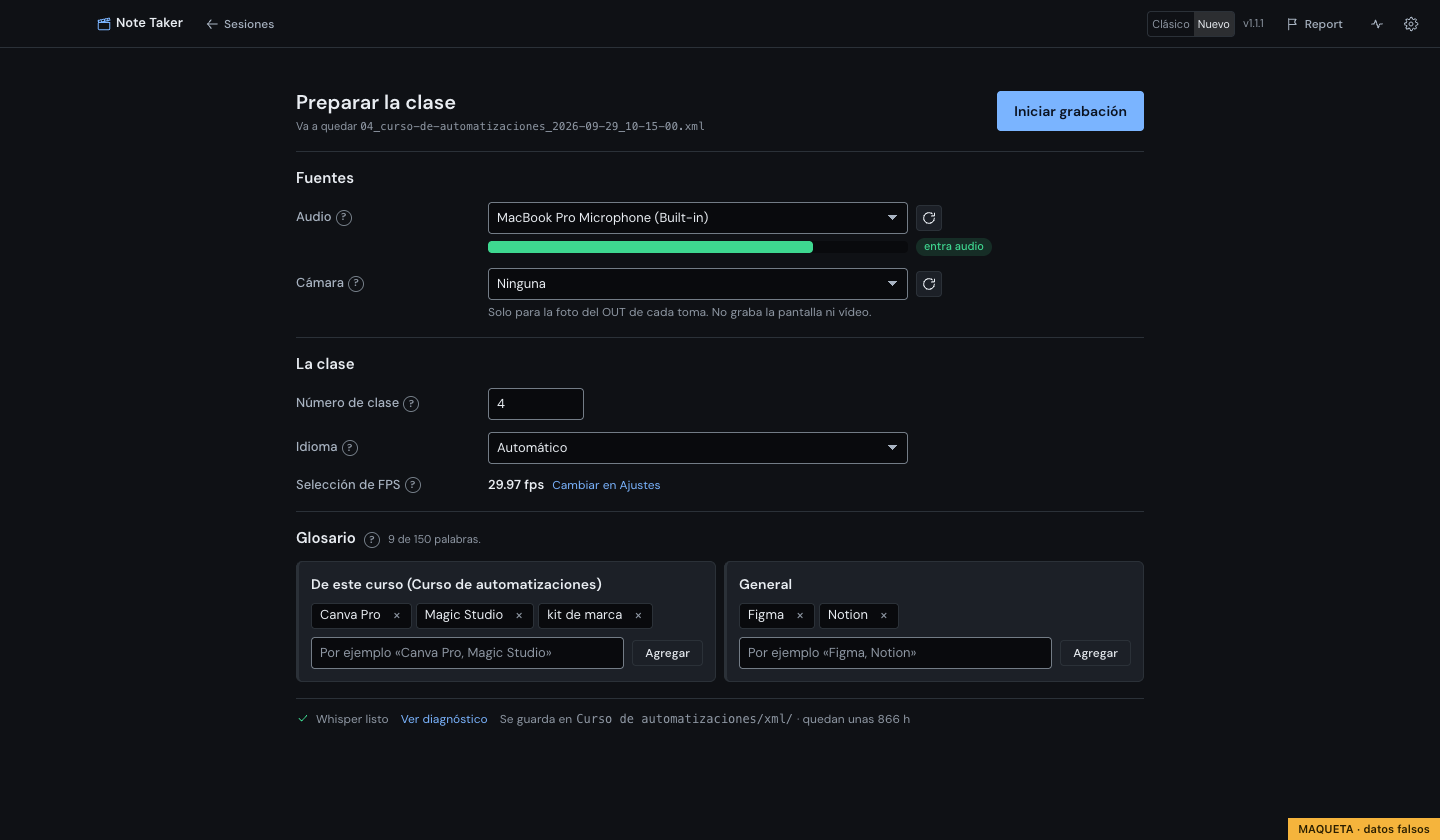 Note Taker
Sesiones
Clásico Nuevo v1.1.1 Report
Preparar la clase
Va a quedar 04_curso-de-automatizaciones_2026-09-29_10-15-00.xml
Iniciar grabación
Fuentes
Audio ?
MacBook Pro Microphone (Built-in)
entra audio
Cámara ?
Ninguna
Solo para la foto del OUT de cada toma. No graba la pantalla ni vídeo.
La clase
Número de clase ?
4
Idioma ?
Automático
Selección de FPS ?
29.97 fps Cambiar en Ajustes
Glosario ? 9 de 150 palabras.
De este curso (Curso de automatizaciones)
Canva Pro × Magic Studio × kit de marca ×
Por ejemplo «Canva Pro, Magic Studio» Agregar
General
Figma × Notion ×
Por ejemplo «Figma, Notion» Agregar
Whisper listo Ver diagnóstico Se guarda en Curso de automatizaciones/xml/ · quedan unas 866 h
MAQUETA · datos falsos